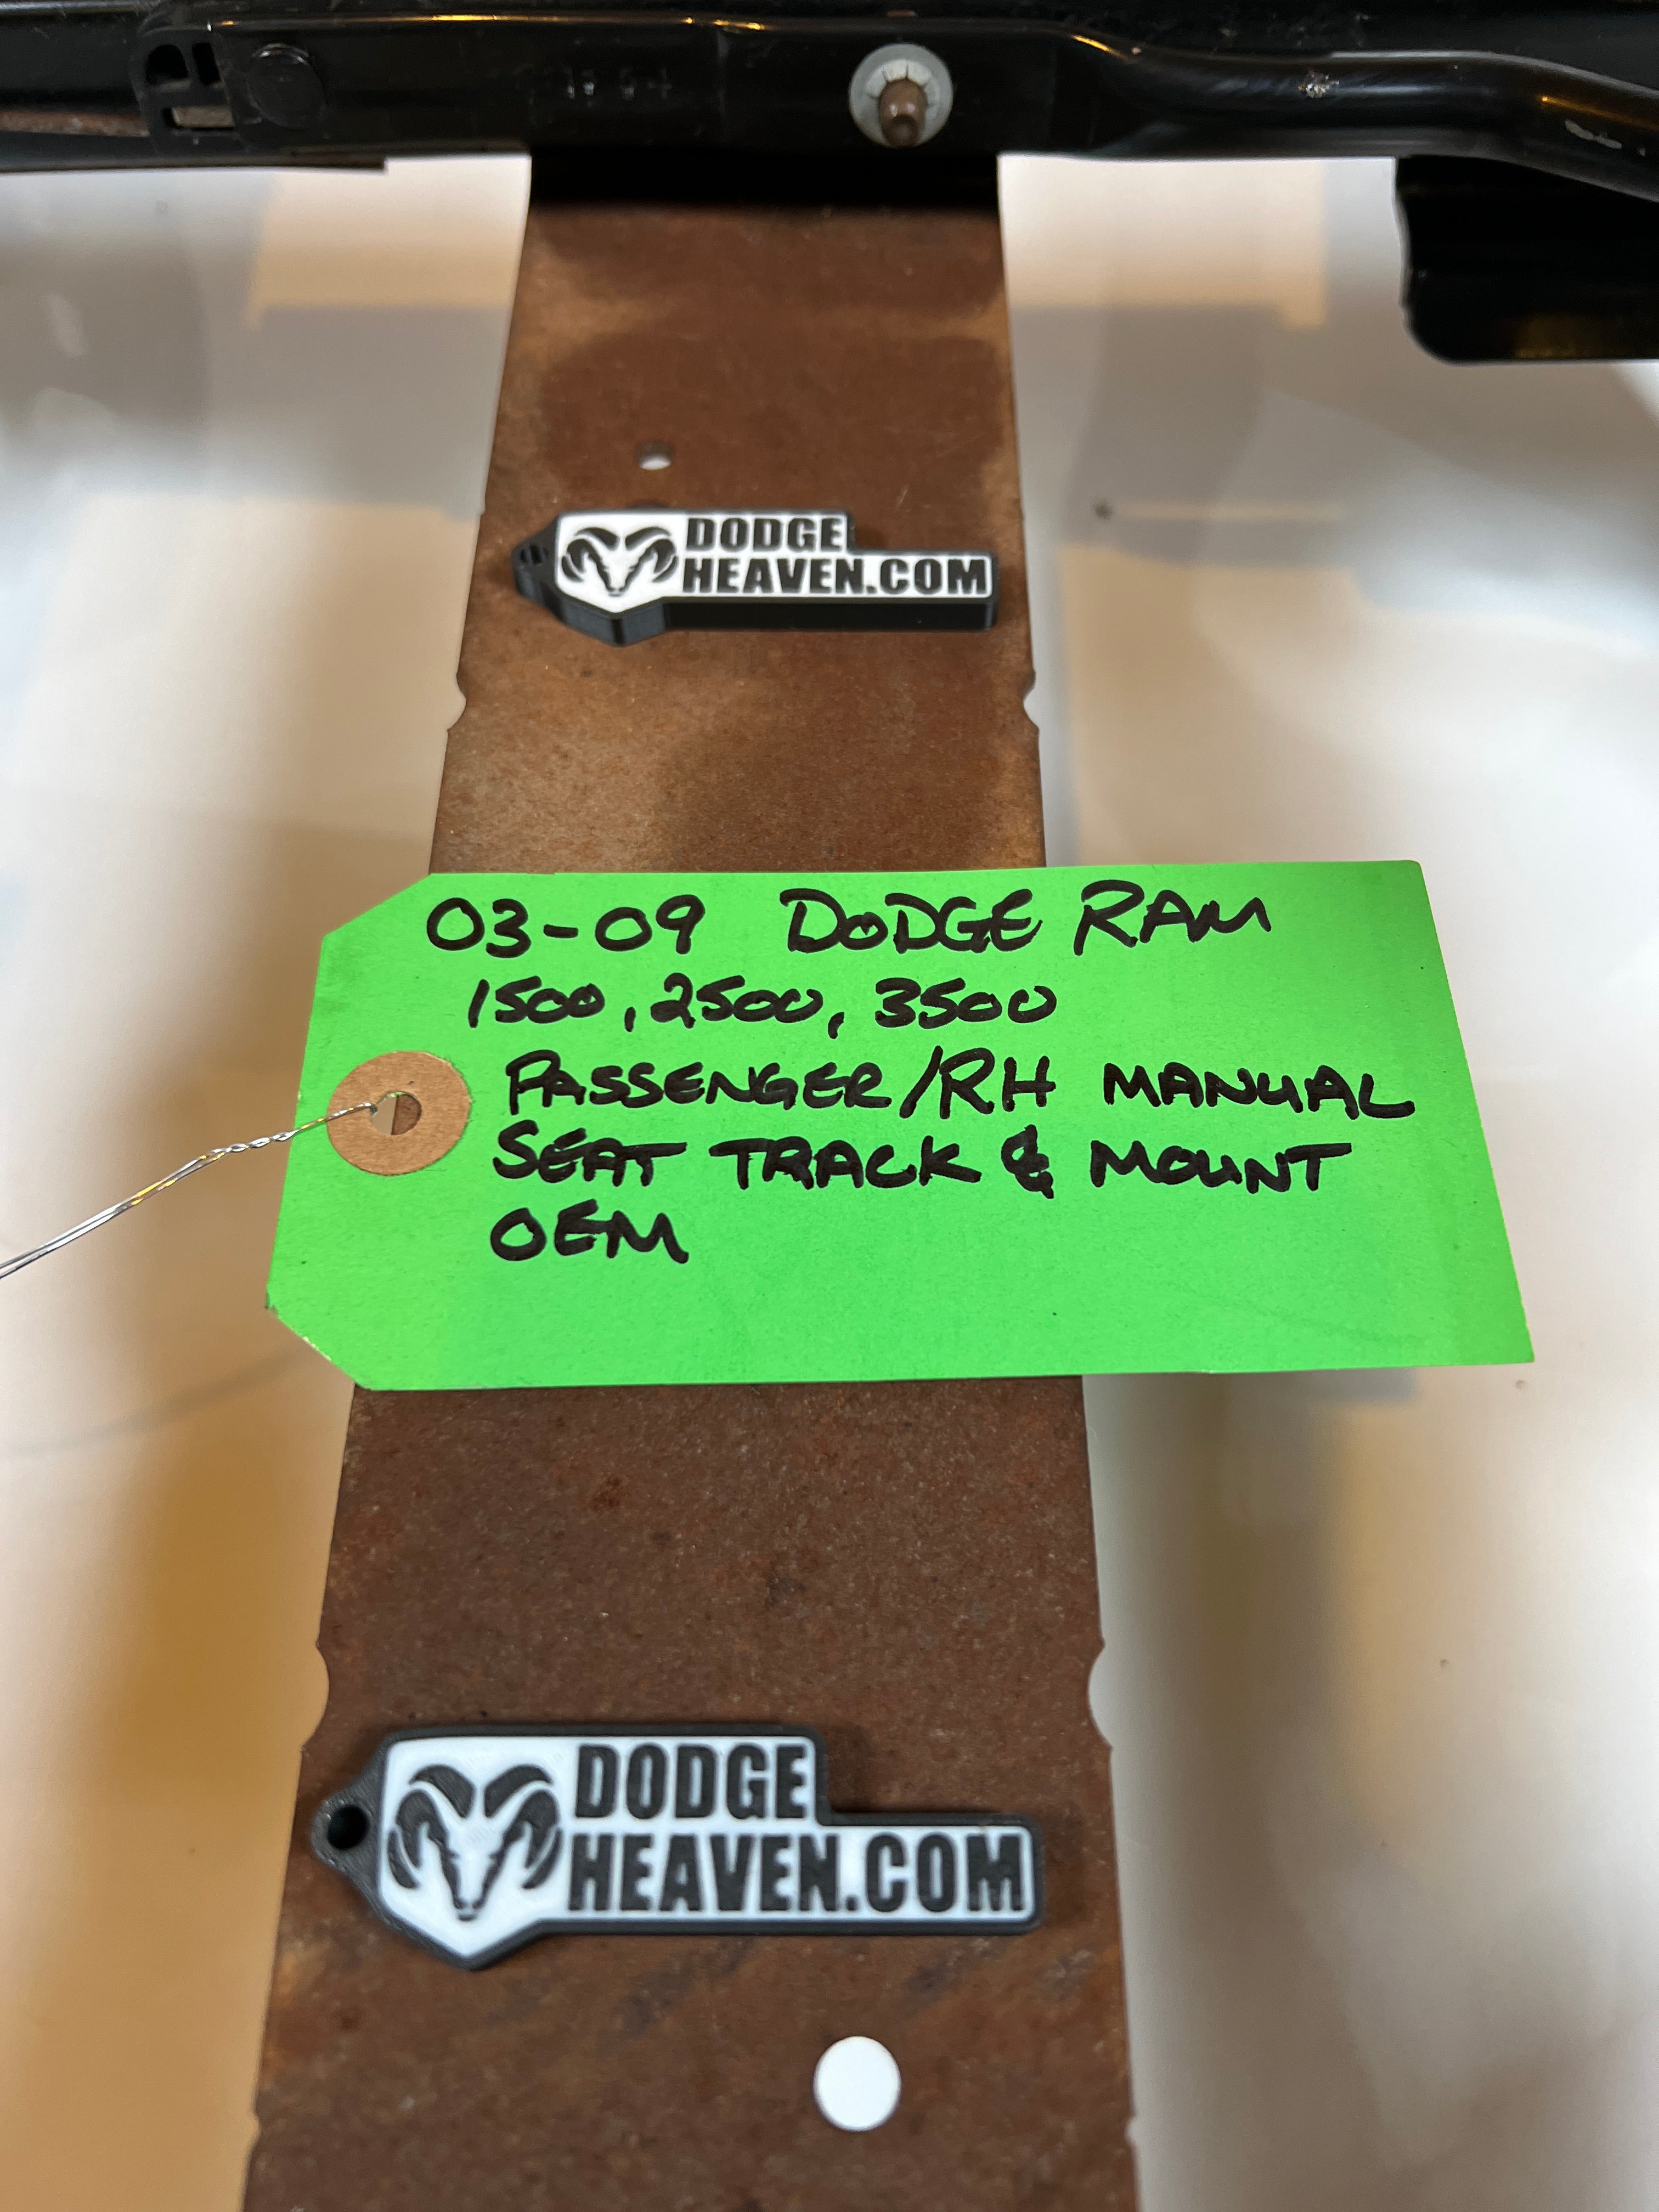 DODGE
HEAVEN.COM
03-09 DODGE RAM
1500, 2500, 3500
PASSENGER/RH MANUAL
SEAT TRACK & MOUNT
OEM
DODGE
HEAVEN.COM